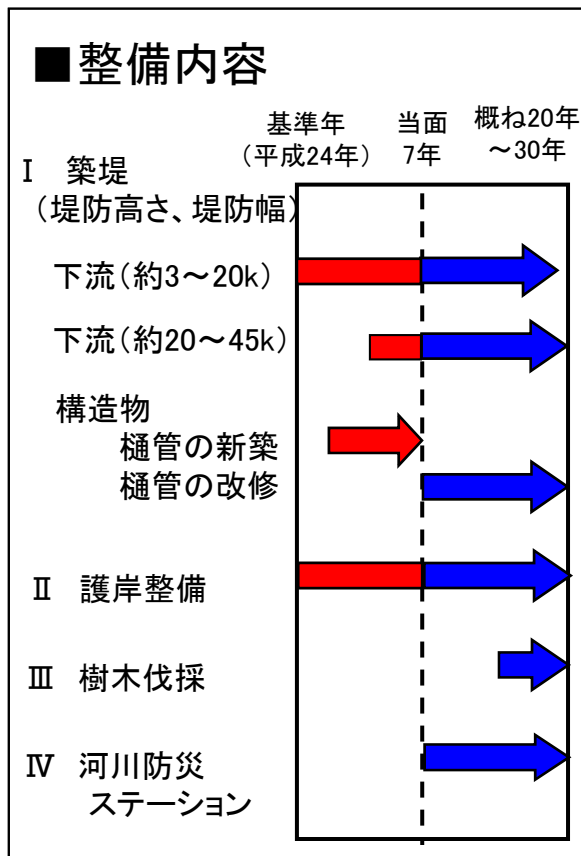 ■整備内容
基準年
(平成24年)
当面
7年
概ね20年
~30年
Ⅰ 築堤
(堤防高さ、堤防幅)
下流(約3~20k)
下流(約20~45k)
構造物
樋管の新築
樋管の改修
Ⅱ 護岸整備
Ⅲ 樹木伐採
Ⅳ 河川防災
ステーション